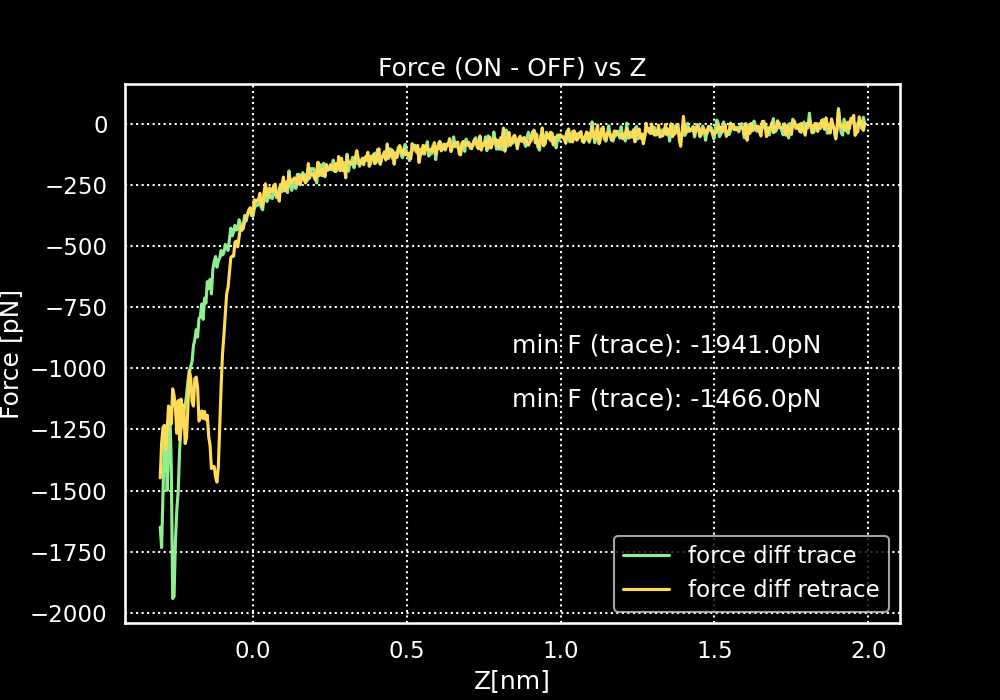 Force (ON - OFF) vs Z
0
−250
−500
−750
−1000
−1250
−1500
−1750
−2000
Force [pN]
min F (trace): -1941.0pN
min F (trace): -1466.0pN
force diff trace
force diff retrace
0.0 0.5 1.0 1.5 2.0
Z[nm]